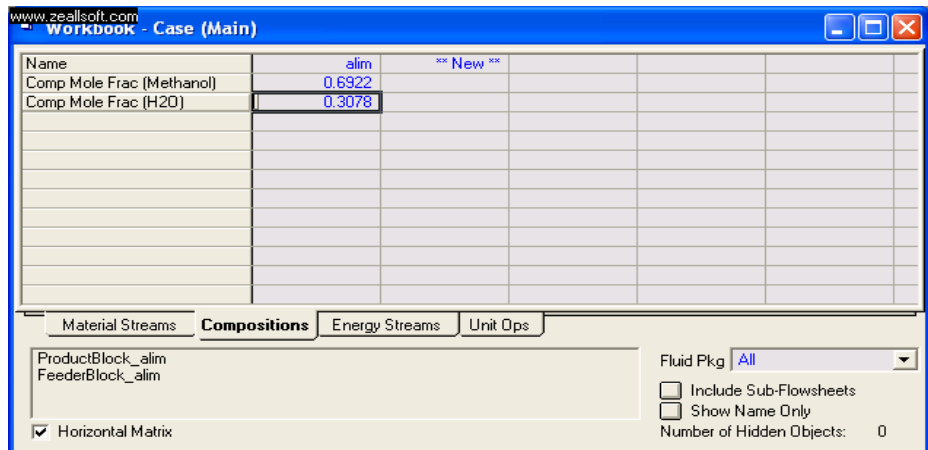 www.zeallsoft.com
Workbook - Case (Main)
Name alim ** New **
Comp Mole Frac (Methanol) 0.6922
Comp Mole Frac (H2O) 0.3078
Material Streams Compositions Energy Streams Unit Ops
ProductBlock_alim
FeederBlock_alim
Fluid Pkg All
Include Sub-Flowsheets
Show Name Only
Horizontal Matrix
Number of Hidden Objects: 0